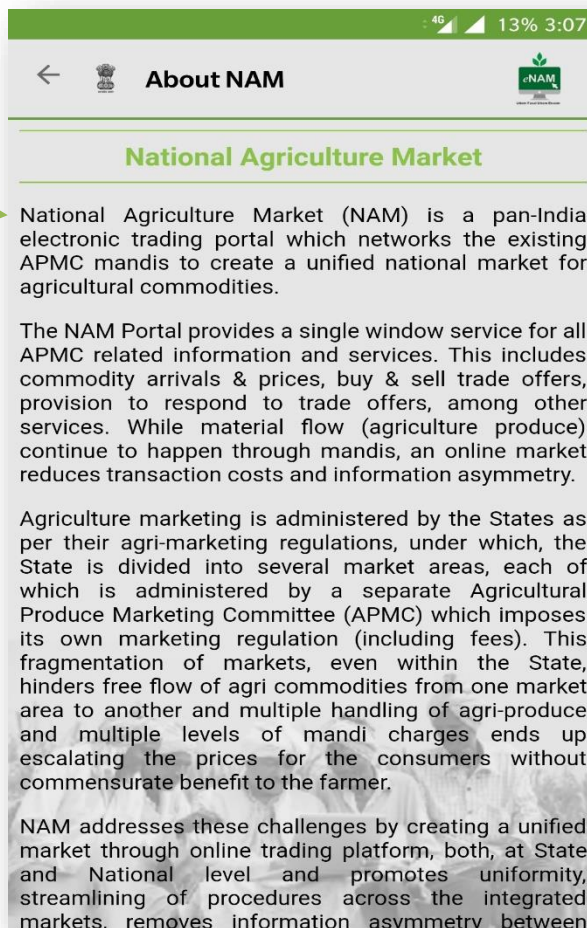 4G 13% 3:07
About NAM
eNAM
National Agriculture Market
National Agriculture Market (NAM) is a pan-India
electronic trading portal which networks the existing
APMC mandis to create a unified national market for
agricultural commodities.
The NAM Portal provides a single window service for all
APMC related information and services. This includes
commodity arrivals & prices, buy & sell trade offers,
provision to respond to trade offers, among other
services. While material flow (agriculture produce)
continue to happen through mandis, an online market
reduces transaction costs and information asymmetry.
Agriculture marketing is administered by the States as
per their agri-marketing regulations, under which, the
State is divided into several market areas, each of
which is administered by a separate Agricultural
Produce Marketing Committee (APMC) which imposes
its own marketing regulation (including fees). This
fragmentation of markets, even within the State,
hinders free flow of agri commodities from one market
area to another and multiple handling of agri-produce
and multiple levels of mandi charges ends up
escalating the prices for the consumers without
commensurate benefit to the farmer.
NAM addresses these challenges by creating a unified
market through online trading platform, both, at State
and National level and promotes uniformity,
streamlining of procedures across the integrated
markets, removes information asymmetry between